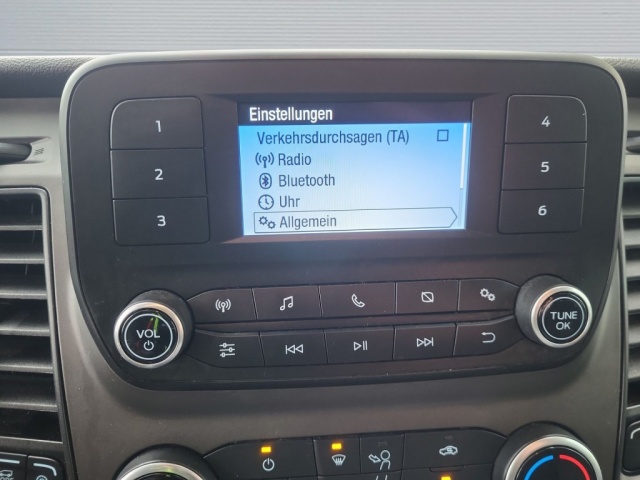 Einstellungen
Verkehrsdurchsagen (TA)
Radio
Bluetooth
Uhr
Allgemein
1
2
3
4
5
6
VOL
TUNE
OK